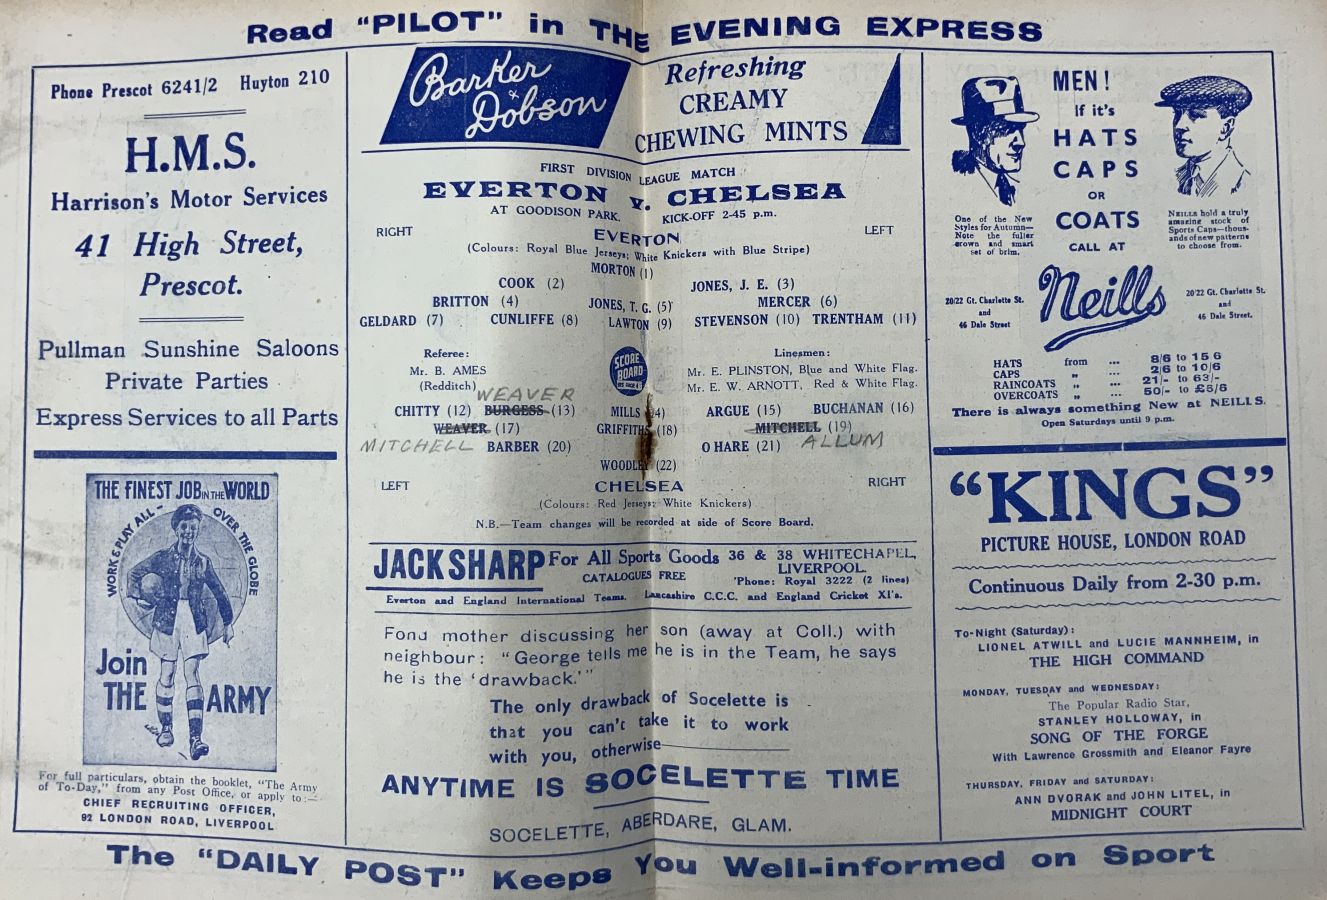 Read "PILOT" in THE EVENING EXPRESS
Phone Prescot 6241/2 Huyton 210
H.M.S.
Harrison's Motor Services
41 High Street,
Prescot.
Pullman Sunshine Saloons
Private Parties
Express Services to all Parts
THE FINEST JOB IN THE WORLD
WORK & PLAY ALL - OVER THE GLOBE
Join
THE ARMY
For full particulars, obtain the booklet, "The Army
of To-Day," from any Post Office, or apply to:—
CHIEF RECRUITING OFFICER,
92 LONDON ROAD, LIVERPOOL
Barker & Dobson
Refreshing
CREAMY
CHEWING MINTS
FIRST DIVISION LEAGUE MATCH
EVERTON v. CHELSEA
AT GOODISON PARK, KICK-OFF 2-45 p.m.
RIGHT EVERTON LEFT
(Colours: Royal Blue Jerseys; White Knickers with Blue Stripe)
MORTON (1)
COOK (2) JONES, J. E. (3)
BRITTON (4) JONES, T. G. (5) MERCER (6)
GELDARD (7) CUNLIFFE (8) LAWTON (9) STEVENSON (10) TRENTHAM (11)
Referee: Linesmen:
Mr. B. AMES Mr. E. PLINSTON, Blue and White Flag.
(Redditch) Mr. E. W. ARNOTT, Red & White Flag.
SCORE
BOARD
WEAVER
CHITTY (12) BURGESS (13) MILLS (14) ARGUE (15) BUCHANAN (16)
WEAVER (17) GRIFFITHS (18) MITCHELL (19)
MITCHELL BARBER (20) O HARE (21) ALLUM
WOODLEY (22)
LEFT CHELSEA RIGHT
(Colours: Red Jerseys; White Knickers)
N.B.—Team changes will be recorded at side of Score Board.
JACK SHARP For All Sports Goods 36 & 38 WHITECHAPEL,
LIVERPOOL.
CATALOGUES FREE 'Phone: Royal 3222 (2 lines)
Everton and England International Teams. Lancashire C.C.C. and England Cricket XI's.
Fond mother discussing her son (away at Coll.) with
neighbour: "George tells me he is in the Team, he says
he is the 'drawback.'"
The only drawback of Socelette is
that you can't take it to work
with you, otherwise
ANYTIME IS SOCELETTE TIME
SOCELETTE, ABERDARE, GLAM.
MEN!
If it's
HATS
CAPS
OR
COATS
CALL AT
One of the New
Styles for Autumn—
Note the fuller
crown and smart
set of brim.
NEILLS hold a truly
amazing stock of
Sports Caps—thous-
ands of new patterns
to choose from.
20/22 Gt. Charlotte St.
and
46 Dale Street
Neills
20/22 Gt. Charlotte St.
and
46 Dale Street.
HATS from ... 8/6 to 15 6
CAPS " ... 2/6 to 10/6
RAINCOATS " ... 21/- to 63/-
OVERCOATS " ... 50/- to £5/5
There is always something New at NEILLS.
Open Saturdays until 9 p.m.
"KINGS"
PICTURE HOUSE, LONDON ROAD
Continuous Daily from 2-30 p.m.
To-Night (Saturday):
LIONEL ATWILL and LUCIE MANNHEIM, in
THE HIGH COMMAND
MONDAY, TUESDAY and WEDNESDAY:
The Popular Radio Star,
STANLEY HOLLOWAY, in
SONG OF THE FORGE
With Lawrence Grossmith and Eleanor Fayre
THURSDAY, FRIDAY and SATURDAY:
ANN DVORAK and JOHN LITEL, in
MIDNIGHT COURT
The "DAILY POST" Keeps You Well-informed on Sport